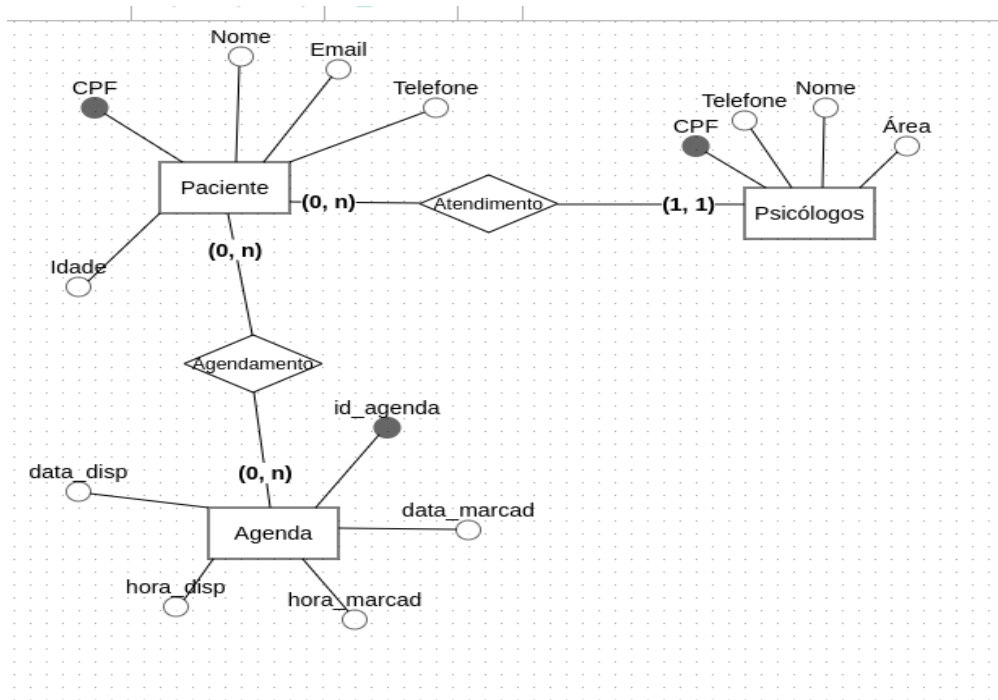 Nome
Email
CPF
Telefone
Paciente
(0, n)
Atendimento
(1, 1)
Nome
Telefone
CPF
Área
Psicólogos
Idade
(0, n)
Agendamento
id_agenda
(0, n)
data_disp
data_marcad
Agenda
hora_disp
hora_marcad